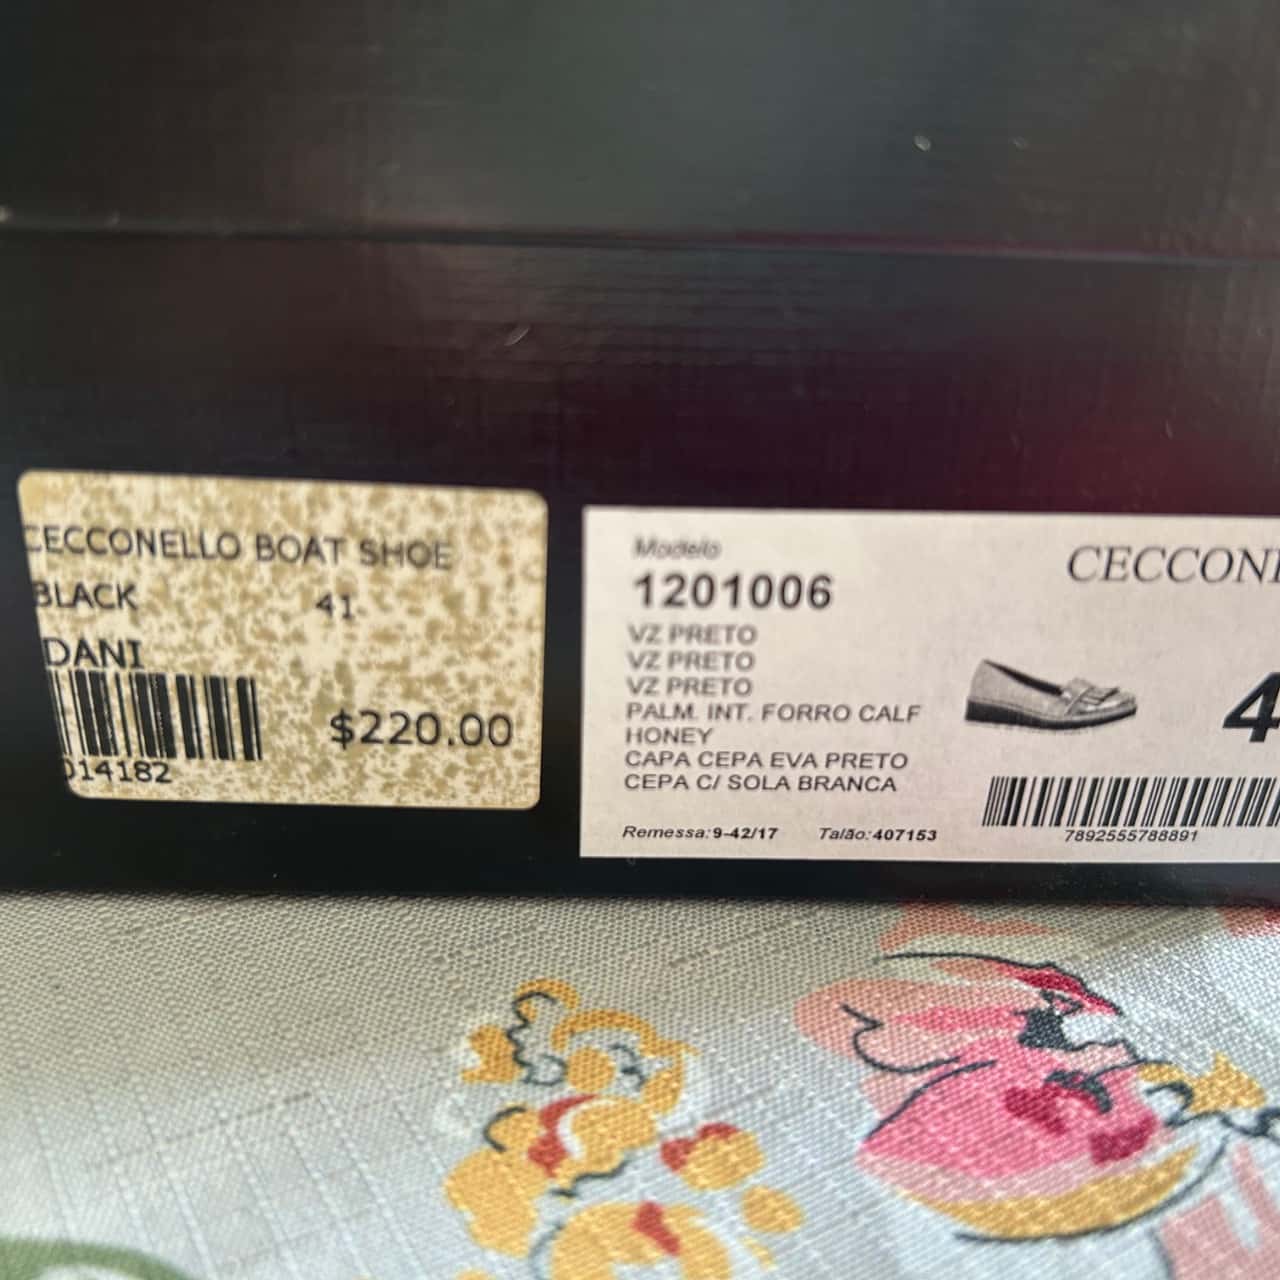 CECCONELLO BOAT SHOE
BLACK 41
DANI
$220.00
014182
Modelo
1201006
CECCON
VZ PRETO
VZ PRETO
VZ PRETO
PALM. INT. FORRO CALF
HONEY
CAPA CEPA EVA PRETO
CEPA C/ SOLA BRANCA
4
Remessa:9-42/17 Talão:407153
7892555788891